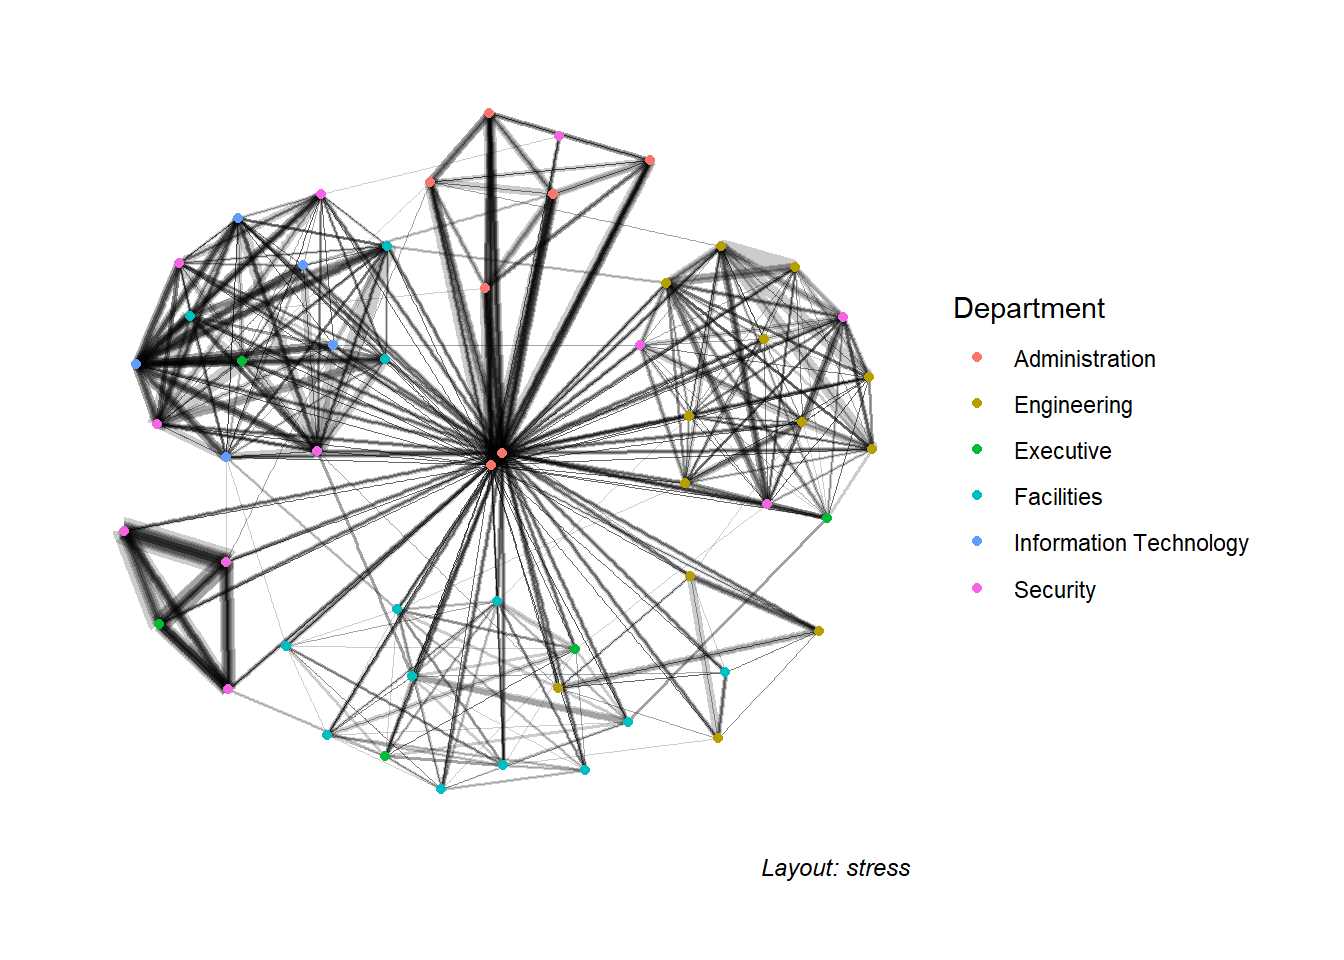 Department
Administration
Engineering
Executive
Facilities
Information Technology
Security
Layout: stress